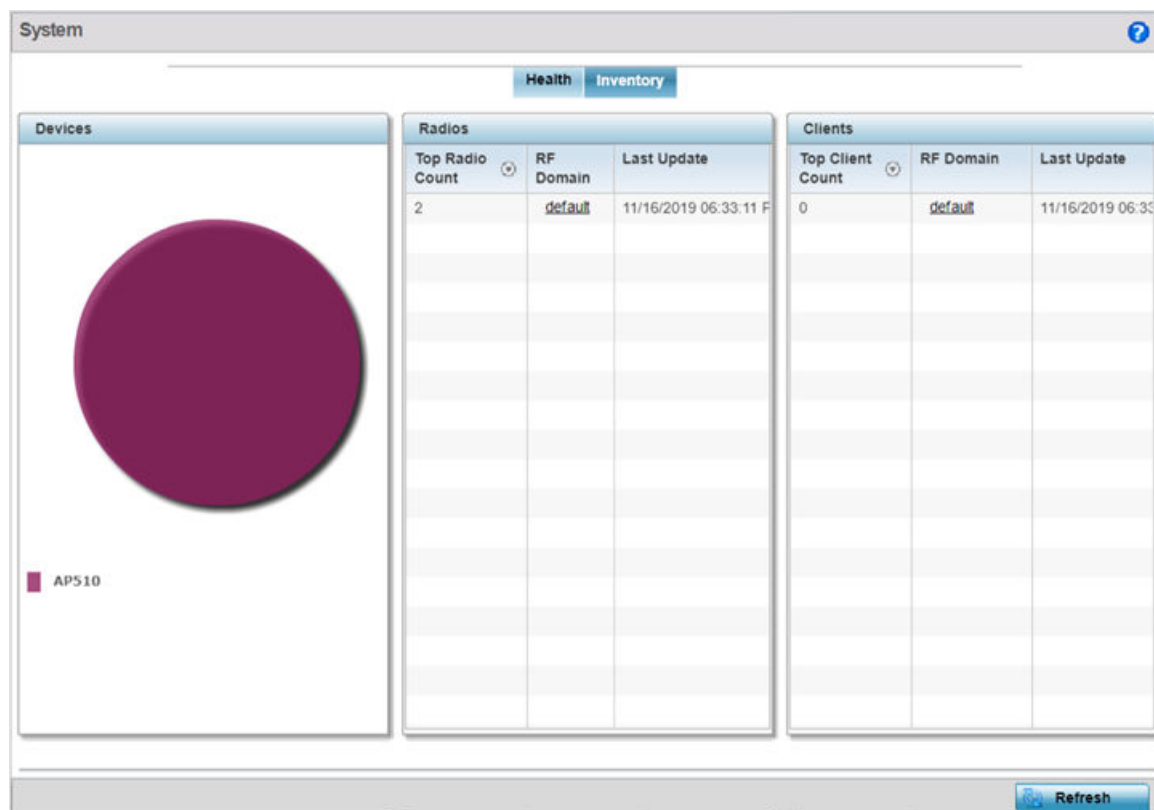 System
Health Inventory
Devices
AP510
Radios
Top Radio Count RF Domain Last Update
2 default 11/16/2019 06:33:11 P
Clients
Top Client Count RF Domain Last Update
0 default 11/16/2019 06:33
Refresh